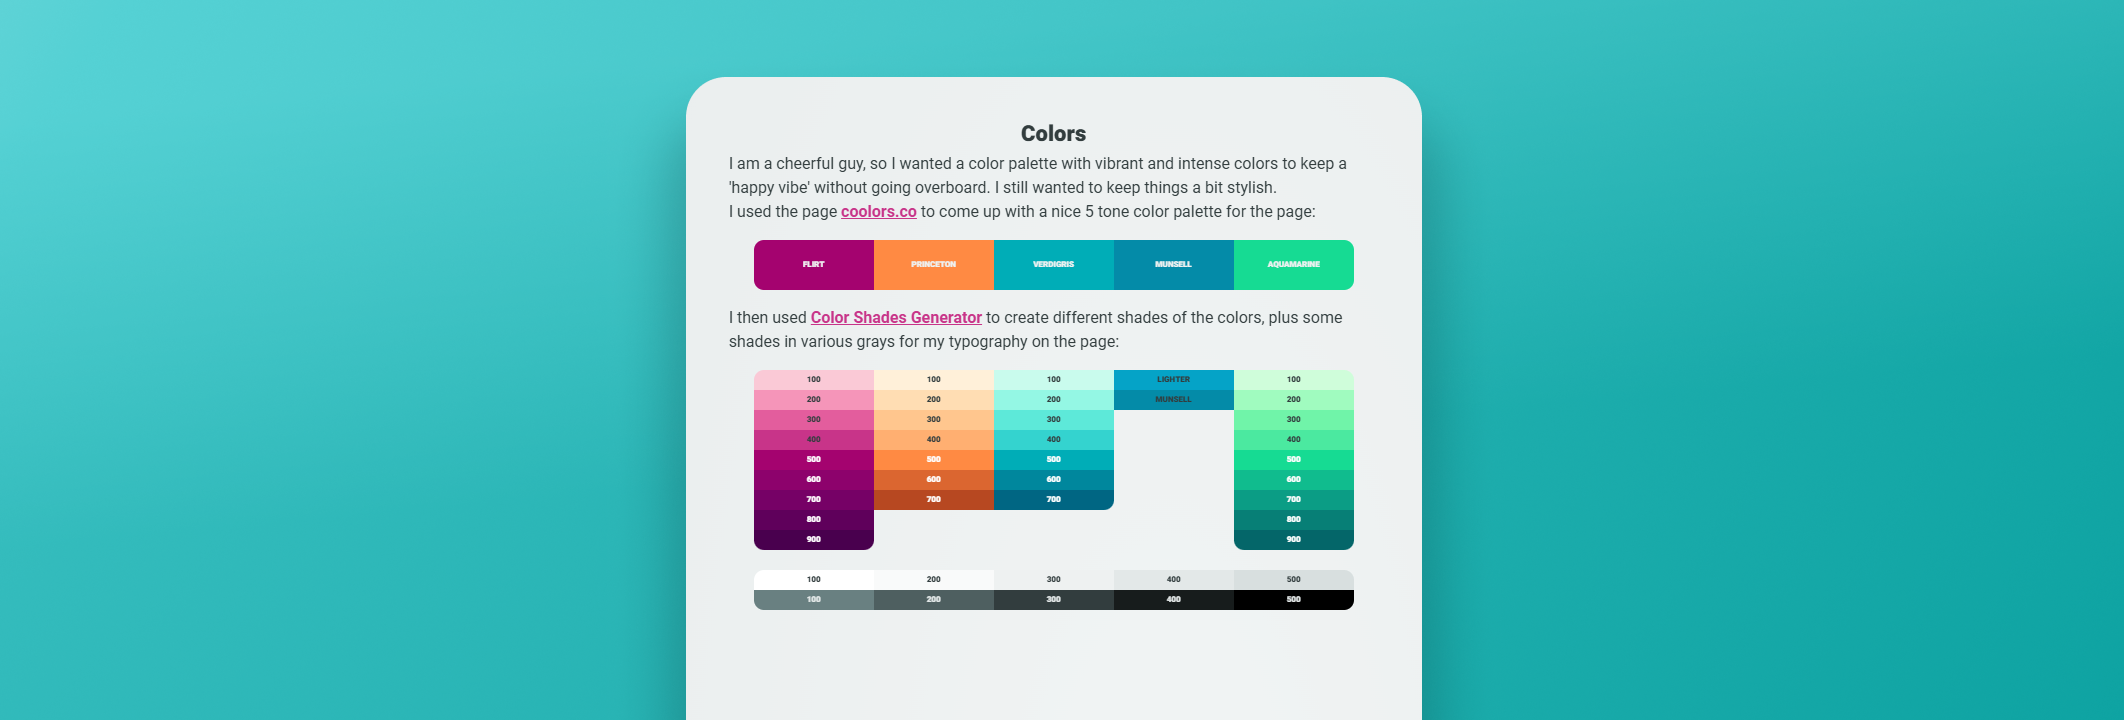 Colors
I am a cheerful guy, so I wanted a color palette with vibrant and intense colors to keep a
'happy vibe' without going overboard. I still wanted to keep things a bit stylish.
I used the page coolors.co to come up with a nice 5 tone color palette for the page:
FLIRT PRINCETON VERDIGRIS MUNSELL AQUAMARINE
I then used Color Shades Generator to create different shades of the colors, plus some
shades in various grays for my typography on the page:
100 100 100 LIGHTER 100
200 200 200 MUNSELL 200
300 300 300 300
400 400 400 400
500 500 500 500
600 600 600 600
700 700 700 700
800 800
900 900
100 200 300 400 500
100 200 300 400 500